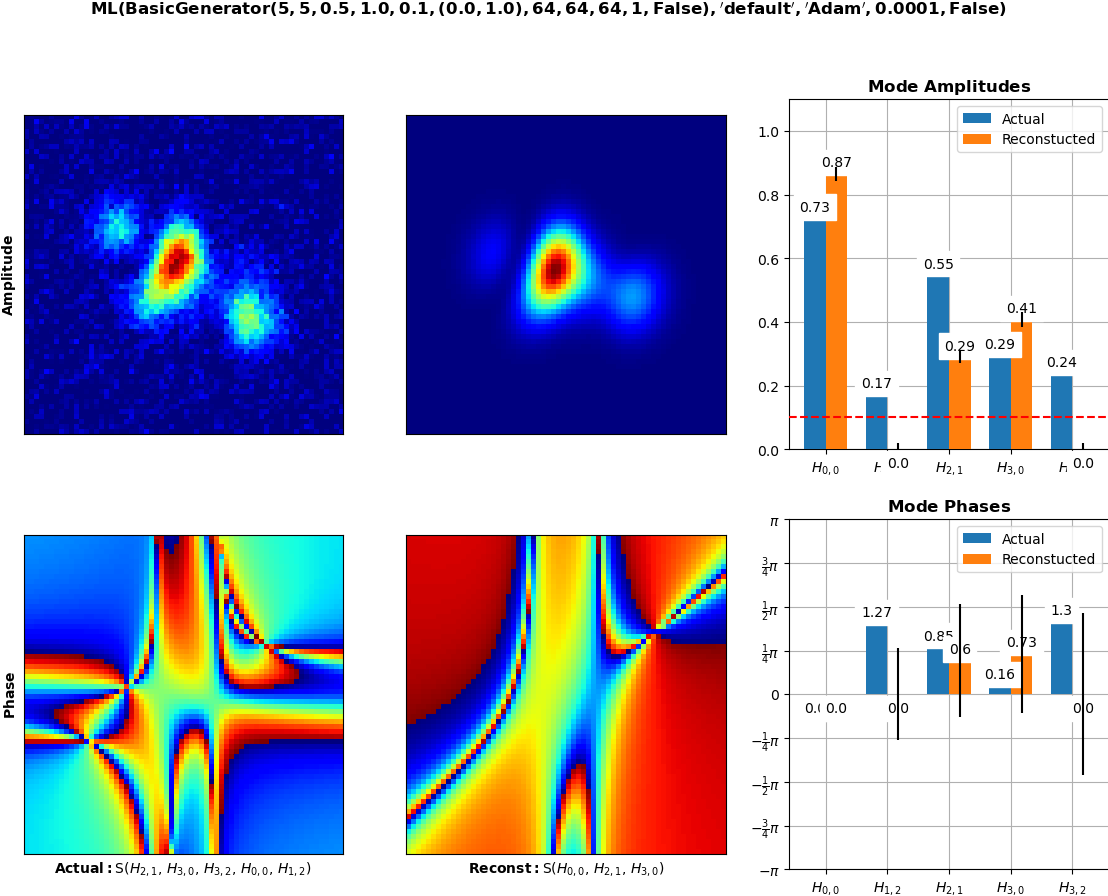 ML(BasicGenerator(5, 5, 0.5, 1.0, 0.1, (0.0, 1.0), 64, 64, 64, 1, False), ′default′, ′Adam′, 0.0001, False)
Mode Amplitudes
Actual
Reconstucted
1.0
0.8
0.6
0.4
0.2
0.0
0.73
0.87
0.17
0.0
0.55
0.29
0.29
0.41
0.24
0.0
H0,0
H2,1
H3,0
Amplitude
Mode Phases
Actual
Reconstucted
π
3/4π
1/2π
1/4π
0
−1/4π
−1/2π
−3/4π
−π
0.0
1.27
0.0
0.85
0.6
0.16
0.73
1.3
0.0
H0,0
H1,2
H2,1
H3,0
H3,2
Phase
Actual: S(H2,1, H3,0, H3,2, H0,0, H1,2)
Reconst: S(H0,0, H2,1, H3,0)